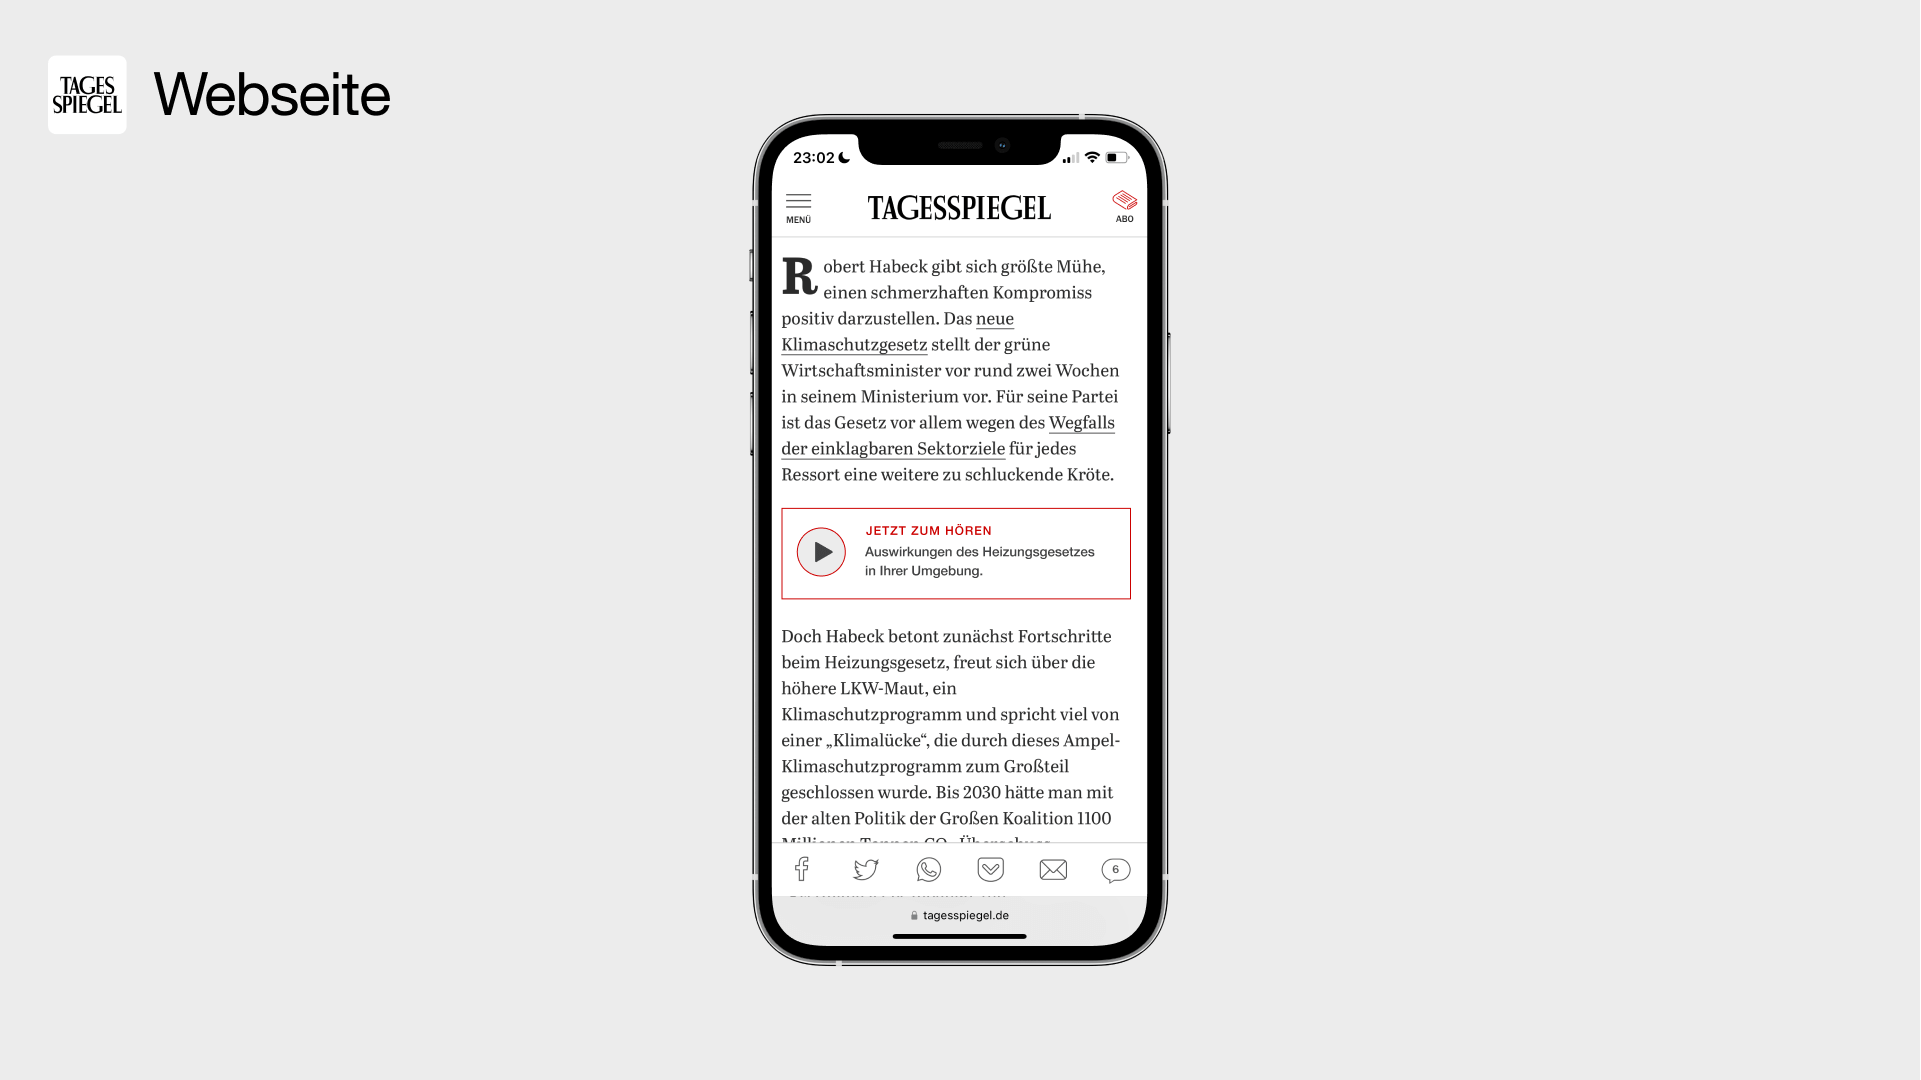 TAGES
SPIEGEL
Webseite
23:02
MENÜ
TAGESSPIEGEL
ABO
Robert Habeck gibt sich größte Mühe,
einen schmerzhaften Kompromiss
positiv darzustellen. Das neue
Klimaschutzgesetz stellt der grüne
Wirtschaftsminister vor rund zwei Wochen
in seinem Ministerium vor. Für seine Partei
ist das Gesetz vor allem wegen des Wegfalls
der einklagbaren Sektorziele für jedes
Ressort eine weitere zu schluckende Kröte.
JETZT ZUM HÖREN
Auswirkungen des Heizungsgesetzes
in Ihrer Umgebung.
Doch Habeck betont zunächst Fortschritte
beim Heizungsgesetz, freut sich über die
höhere LKW-Maut, ein
Klimaschutzprogramm und spricht viel von
einer „Klimalücke“, die durch dieses Ampel-
Klimaschutzprogramm zum Großteil
geschlossen wurde. Bis 2030 hätte man mit
der alten Politik der Großen Koalition 1100
Millionen Tonnen CO₂ Überschuss
6
tagesspiegel.de